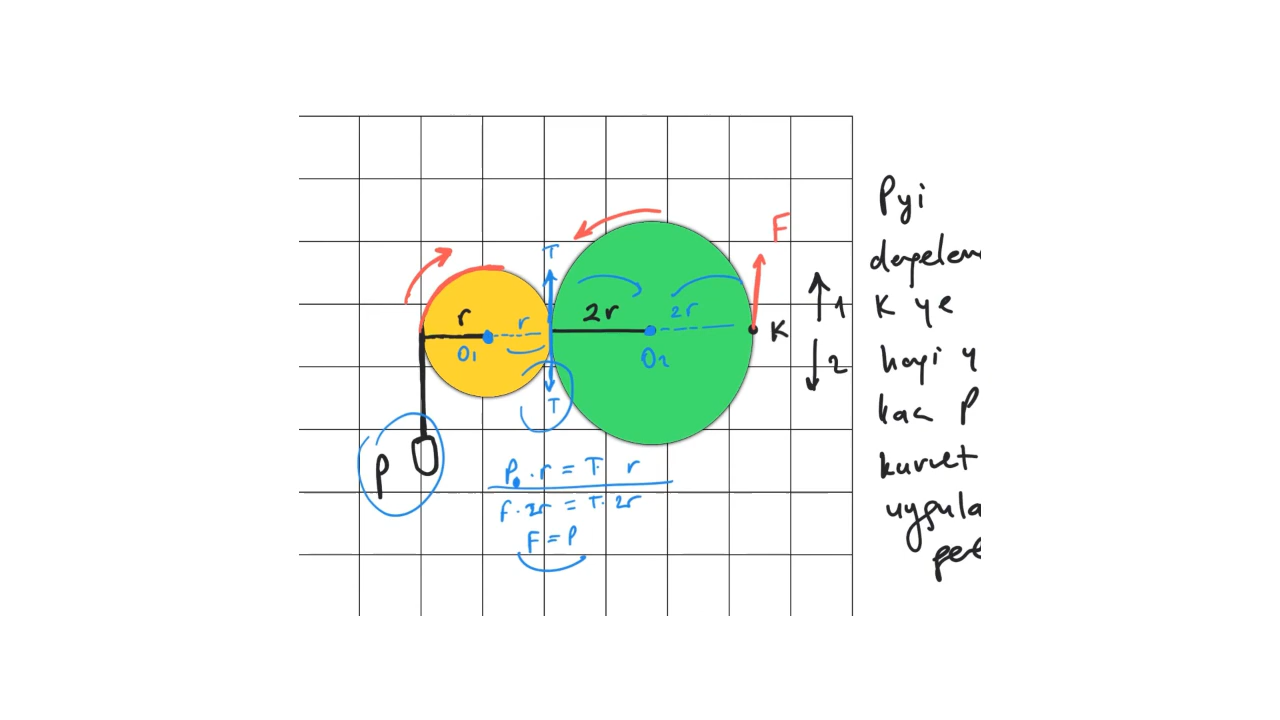 Pyi
K ye
kaç P
kuvvet
F
T
r
r
2r
2r
O₁
O₂
K
1
2
T
P
P . r = T . r
F . 2r = T . 2r
F = P